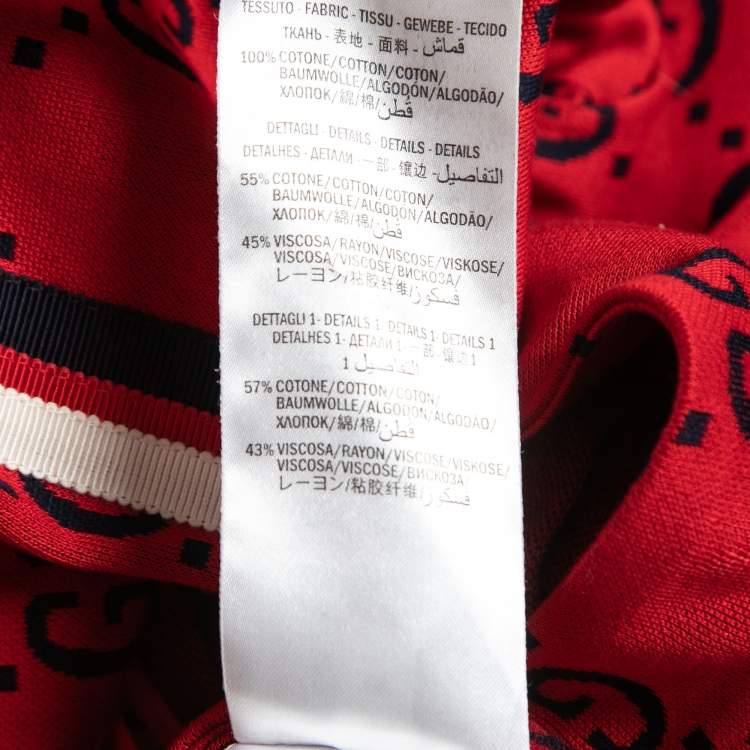 TESSUTO - FABRIC - TISSU - GEWEBE - TECIDO
ТКАНЬ - 表地 - 面料 - قماش
100% COTONE/COTTON/COTON/
BAUMWOLLE/ALGODÓN/ALGODÃO/
ХЛОПОК/綿/棉/قطن
DETTAGLI - DETAILS - DETAILS - DETAILS
DETALHES - ДЕТАЛИ - 一部 - 镶边 - التفاصيل
55% COTONE/COTTON/COTON/
BAUMWOLLE/ALGODÓN/ALGODÃO/
ХЛОПОК/綿/棉/قطن
45% VISCOSA/RAYON/VISCOSE/VISKOSE/
VISCOSA/VISCOSE/ВИСКОЗА/
レーヨン/粘胶纤维/فسكوز
DETTAGLI 1- DETAILS 1- DETAILS 1- DETAILS 1
DETALHES 1- ДЕТАЛИ 1- 一部 - 镶边1
التفاصيل 1
57% COTONE/COTTON/COTON/
BAUMWOLLE/ALGODÓN/ALGODÃO/
ХЛОПОК/綿/棉/قطن
43% VISCOSA/RAYON/VISCOSE/VISKOSE/
VISCOSA/VISCOSE/ВИСКОЗА/
レーヨン/粘胶纤维/فسكوز